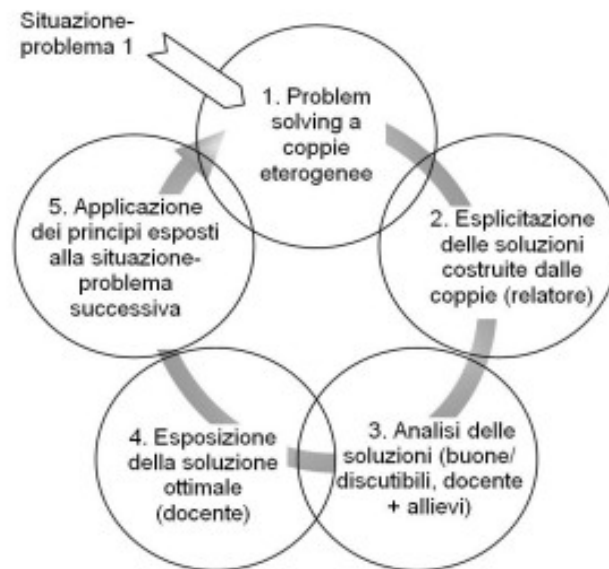 Situazione-
problema 1
1. Problem
solving a
coppie
eterogenee
2. Esplicitazione
delle soluzioni
costruite dalle
coppie (relatore)
3. Analisi delle
soluzioni (buone/
discutibili, docente
+ allievi)
4. Esposizione
della soluzione
ottimale
(docente)
5. Applicazione
dei principi esposti
alla situazione-
problema
successiva